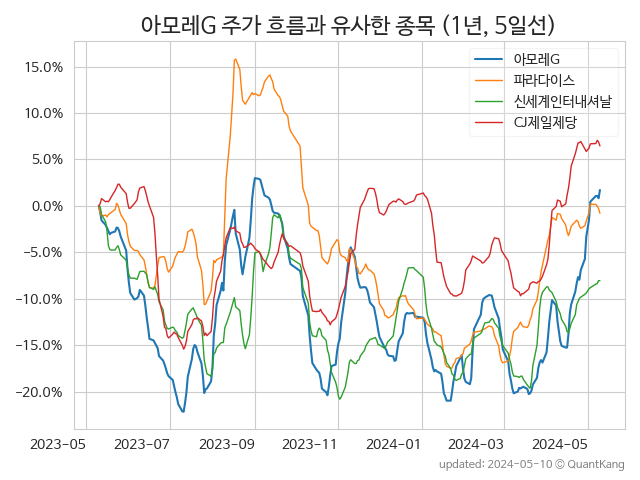 아모레G 주가 흐름과 유사한 종목 (1년, 5일선)
아모레G
파라다이스
신세계인터내셔날
CJ제일제당
15.0%
10.0%
5.0%
0.0%
−5.0%
−10.0%
−15.0%
−20.0%
2023-05 2023-07 2023-09 2023-11 2024-01 2024-03 2024-05
updated: 2024-05-10 © QuantKang